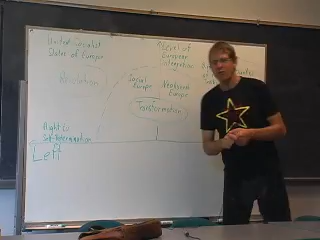 United Socialist
States of Europe
Level of
European
integration
Revolution
Social
Europe
Neoliberal
Europe
Transformation
Right to
Self-determination
Left